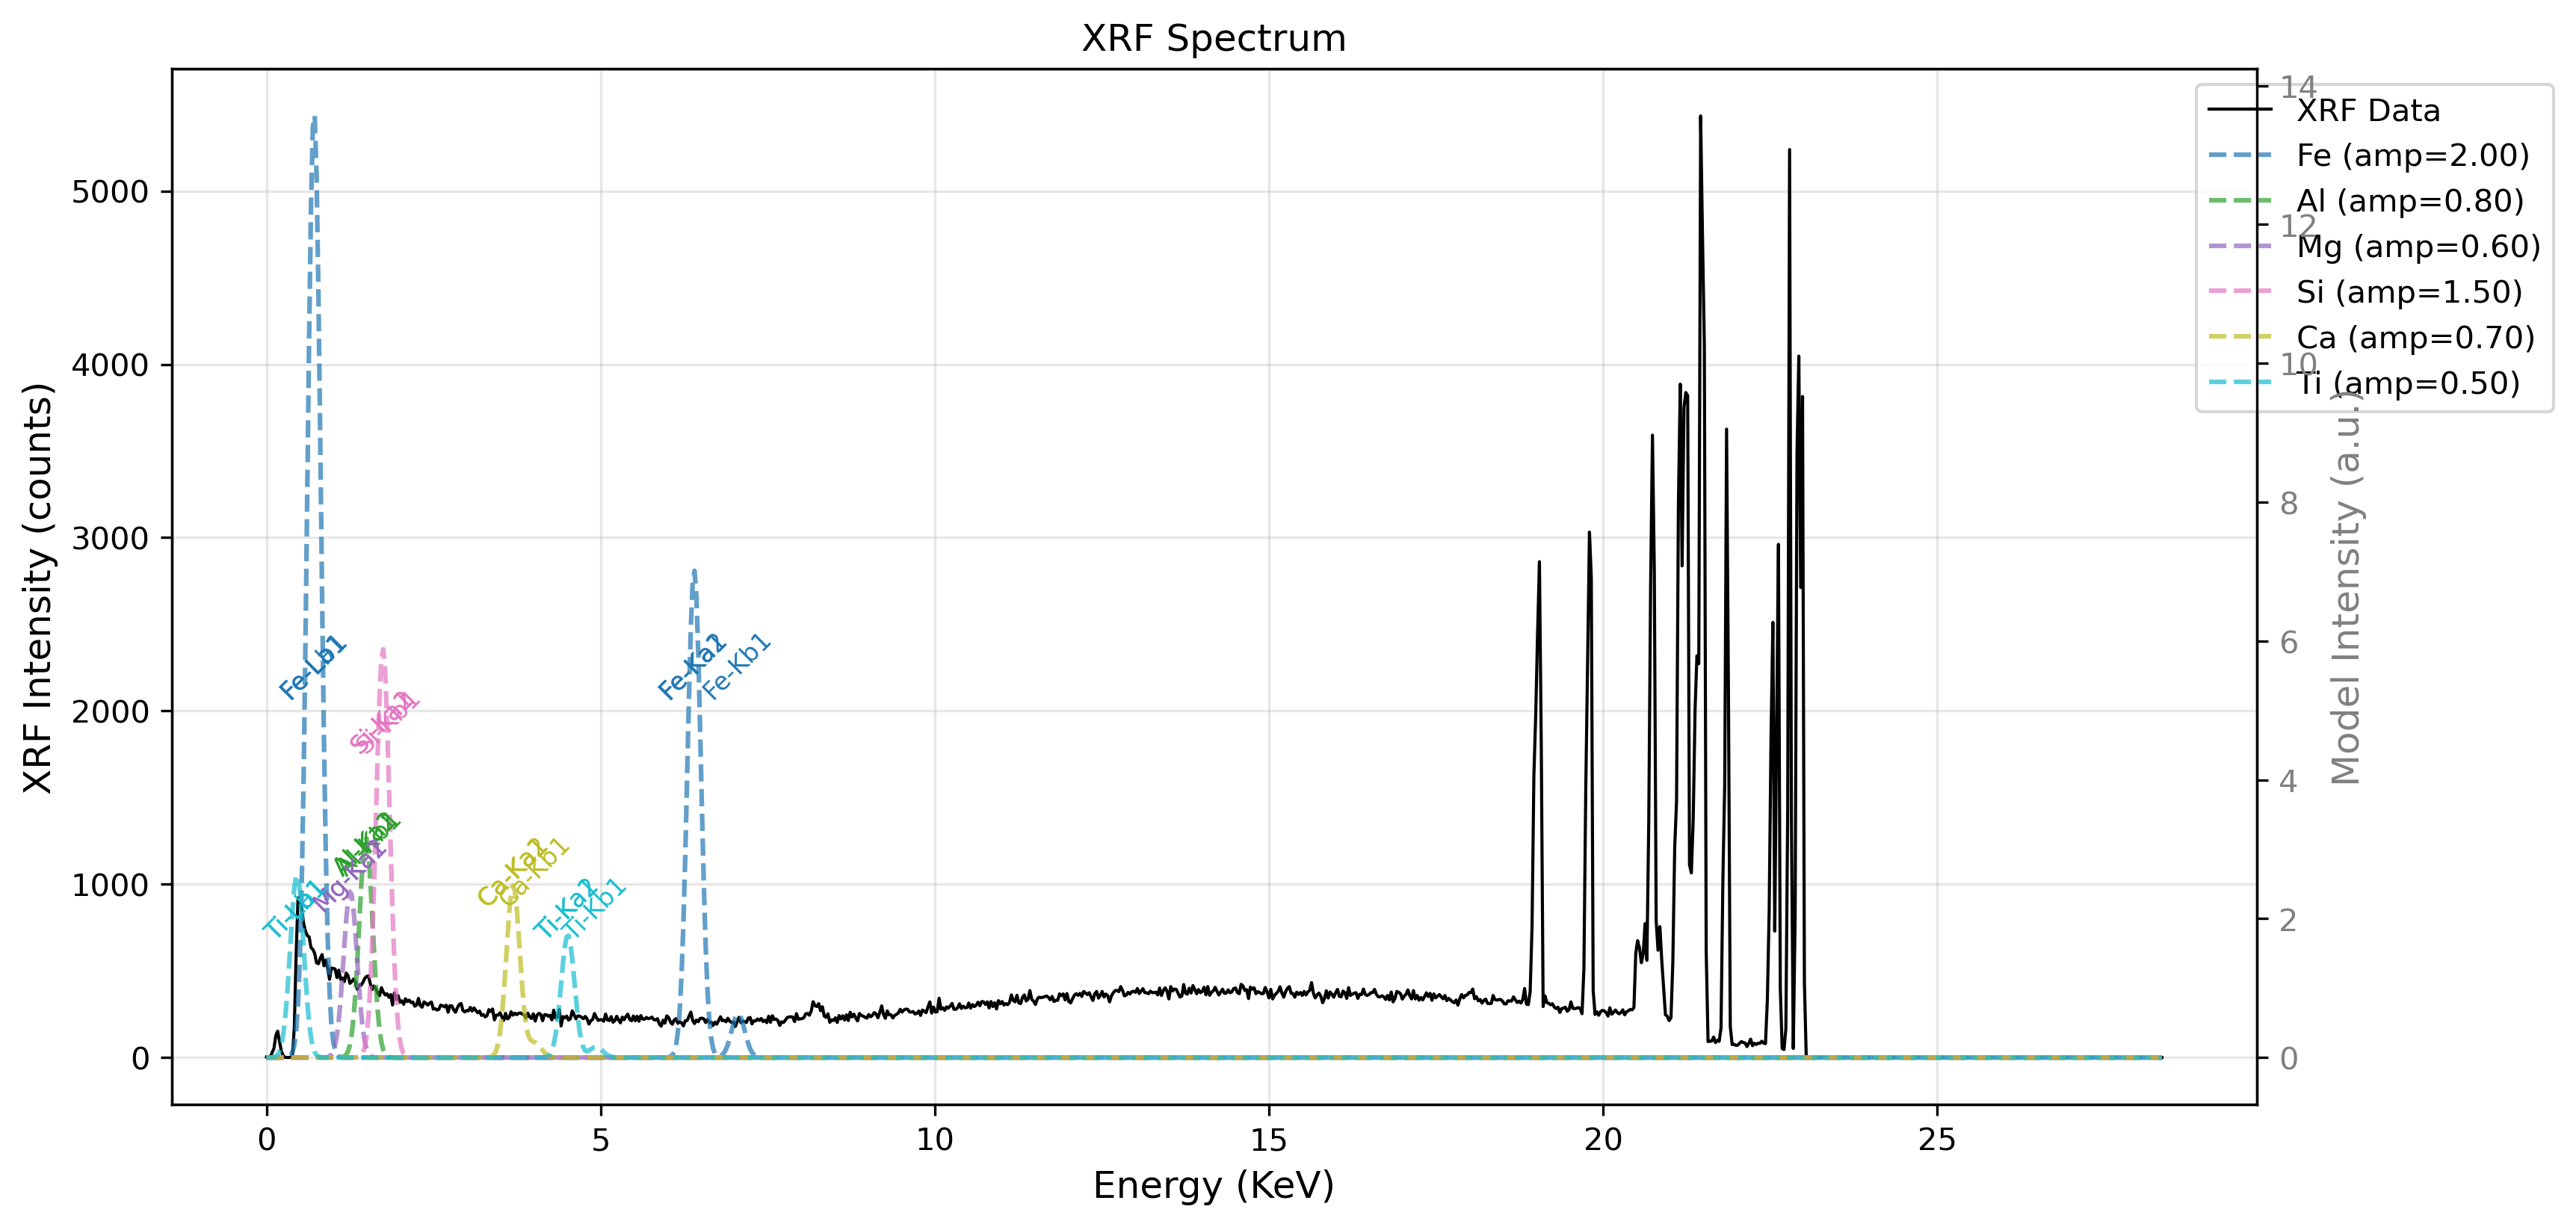 XRF Spectrum
XRF Intensity (counts)
5000
4000
3000
2000
1000
0
14
12
10
8
6
4
2
0
Model Intensity (a.u.)
XRF Data
Fe (amp=2.00)
Al (amp=0.80)
Mg (amp=0.60)
Si (amp=1.50)
Ca (amp=0.70)
Ti (amp=0.50)
Fe-Lb1
Fe-Ka2
Fe-Kb1
Ca-Ka2
Ca-Kb1
Ti-Ka2
Ti-Kb1
0
5
10
15
20
25
Energy (KeV)